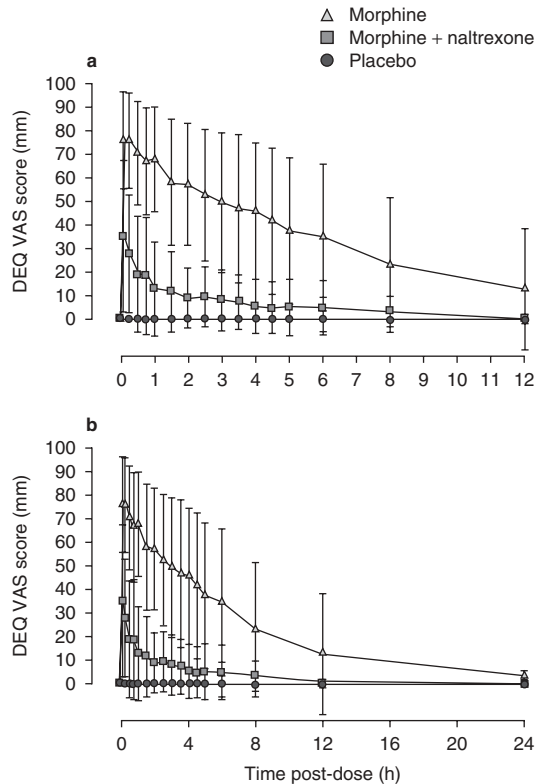 Morphine
Morphine + naltrexone
Placebo
a
DEQ VAS score (mm)
100
90
80
70
60
50
40
30
20
10
0
0 1 2 3 4 5 6 7 8 9 10 11 12
b
DEQ VAS score (mm)
100
90
80
70
60
50
40
30
20
10
0
0 4 8 12 16 20 24
Time post-dose (h)